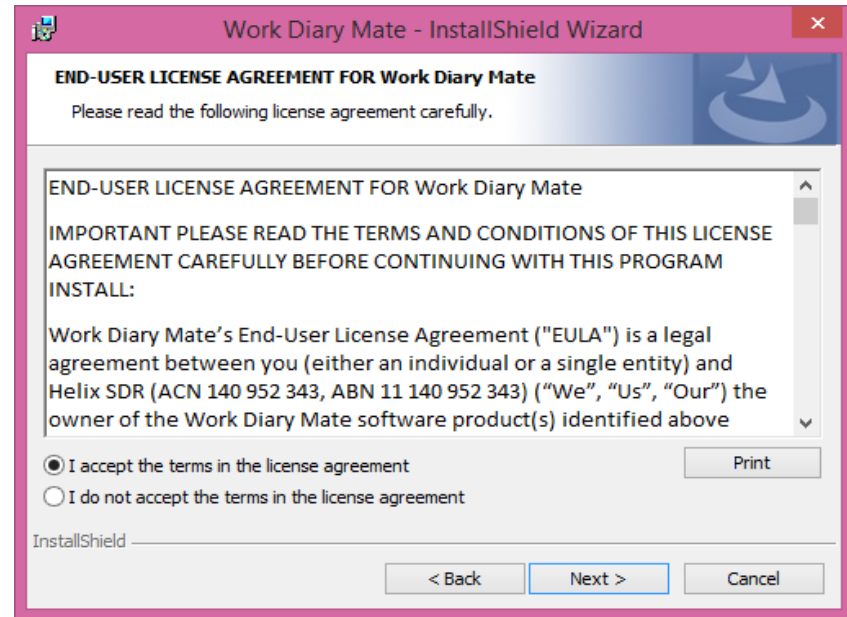 Work Diary Mate - InstallShield Wizard
END-USER LICENSE AGREEMENT FOR Work Diary Mate
Please read the following license agreement carefully.
END-USER LICENSE AGREEMENT FOR Work Diary Mate
IMPORTANT PLEASE READ THE TERMS AND CONDITIONS OF THIS LICENSE
AGREEMENT CAREFULLY BEFORE CONTINUING WITH THIS PROGRAM
INSTALL:
Work Diary Mate’s End-User License Agreement ("EULA") is a legal
agreement between you (either an individual or a single entity) and
Helix SDR (ACN 140 952 343, ABN 11 140 952 343) (“We”, “Us”, “Our”) the
owner of the Work Diary Mate software product(s) identified above
I accept the terms in the license agreement
Print
I do not accept the terms in the license agreement
InstallShield
< Back
Next >
Cancel